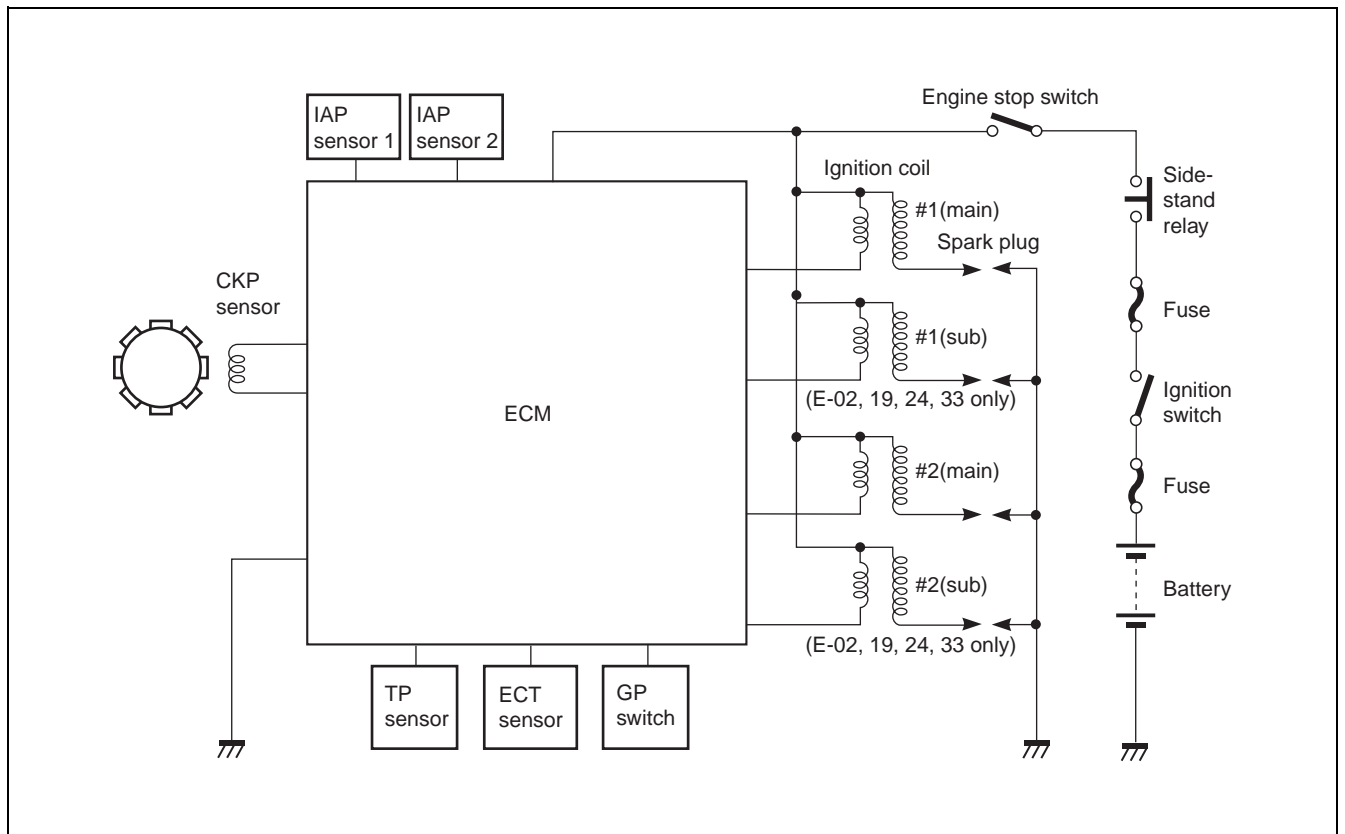 IAP
sensor 1
IAP
sensor 2
Engine stop switch
Ignition coil
#1(main)
Spark plug
Side-
stand
relay
CKP
sensor
Fuse
#1(sub)
(E-02, 19, 24, 33 only)
Ignition
switch
ECM
#2(main)
Fuse
#2(sub)
Battery
(E-02, 19, 24, 33 only)
TP
sensor
ECT
sensor
GP
switch